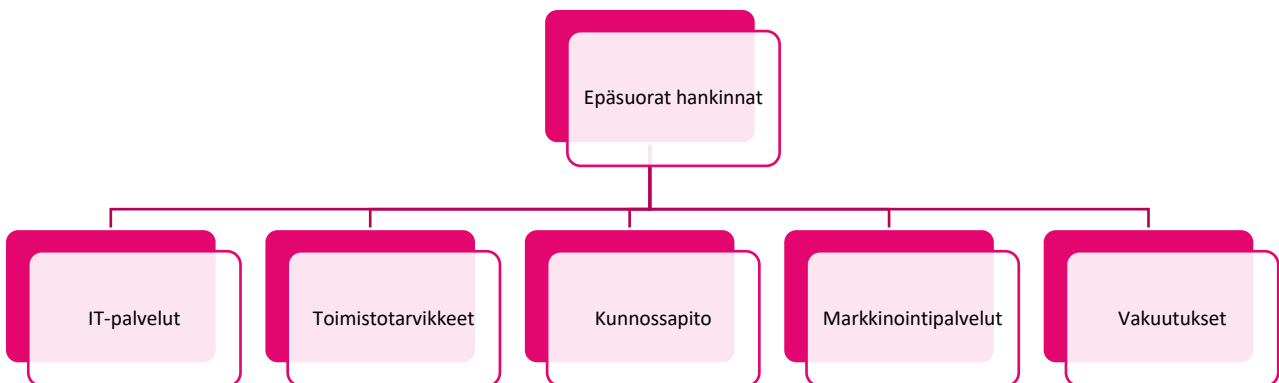 Epäsuorat hankinnat
IT-palvelut
Toimistotarvikkeet
Kunnossapito
Markkinointipalvelut
Vakuutukset